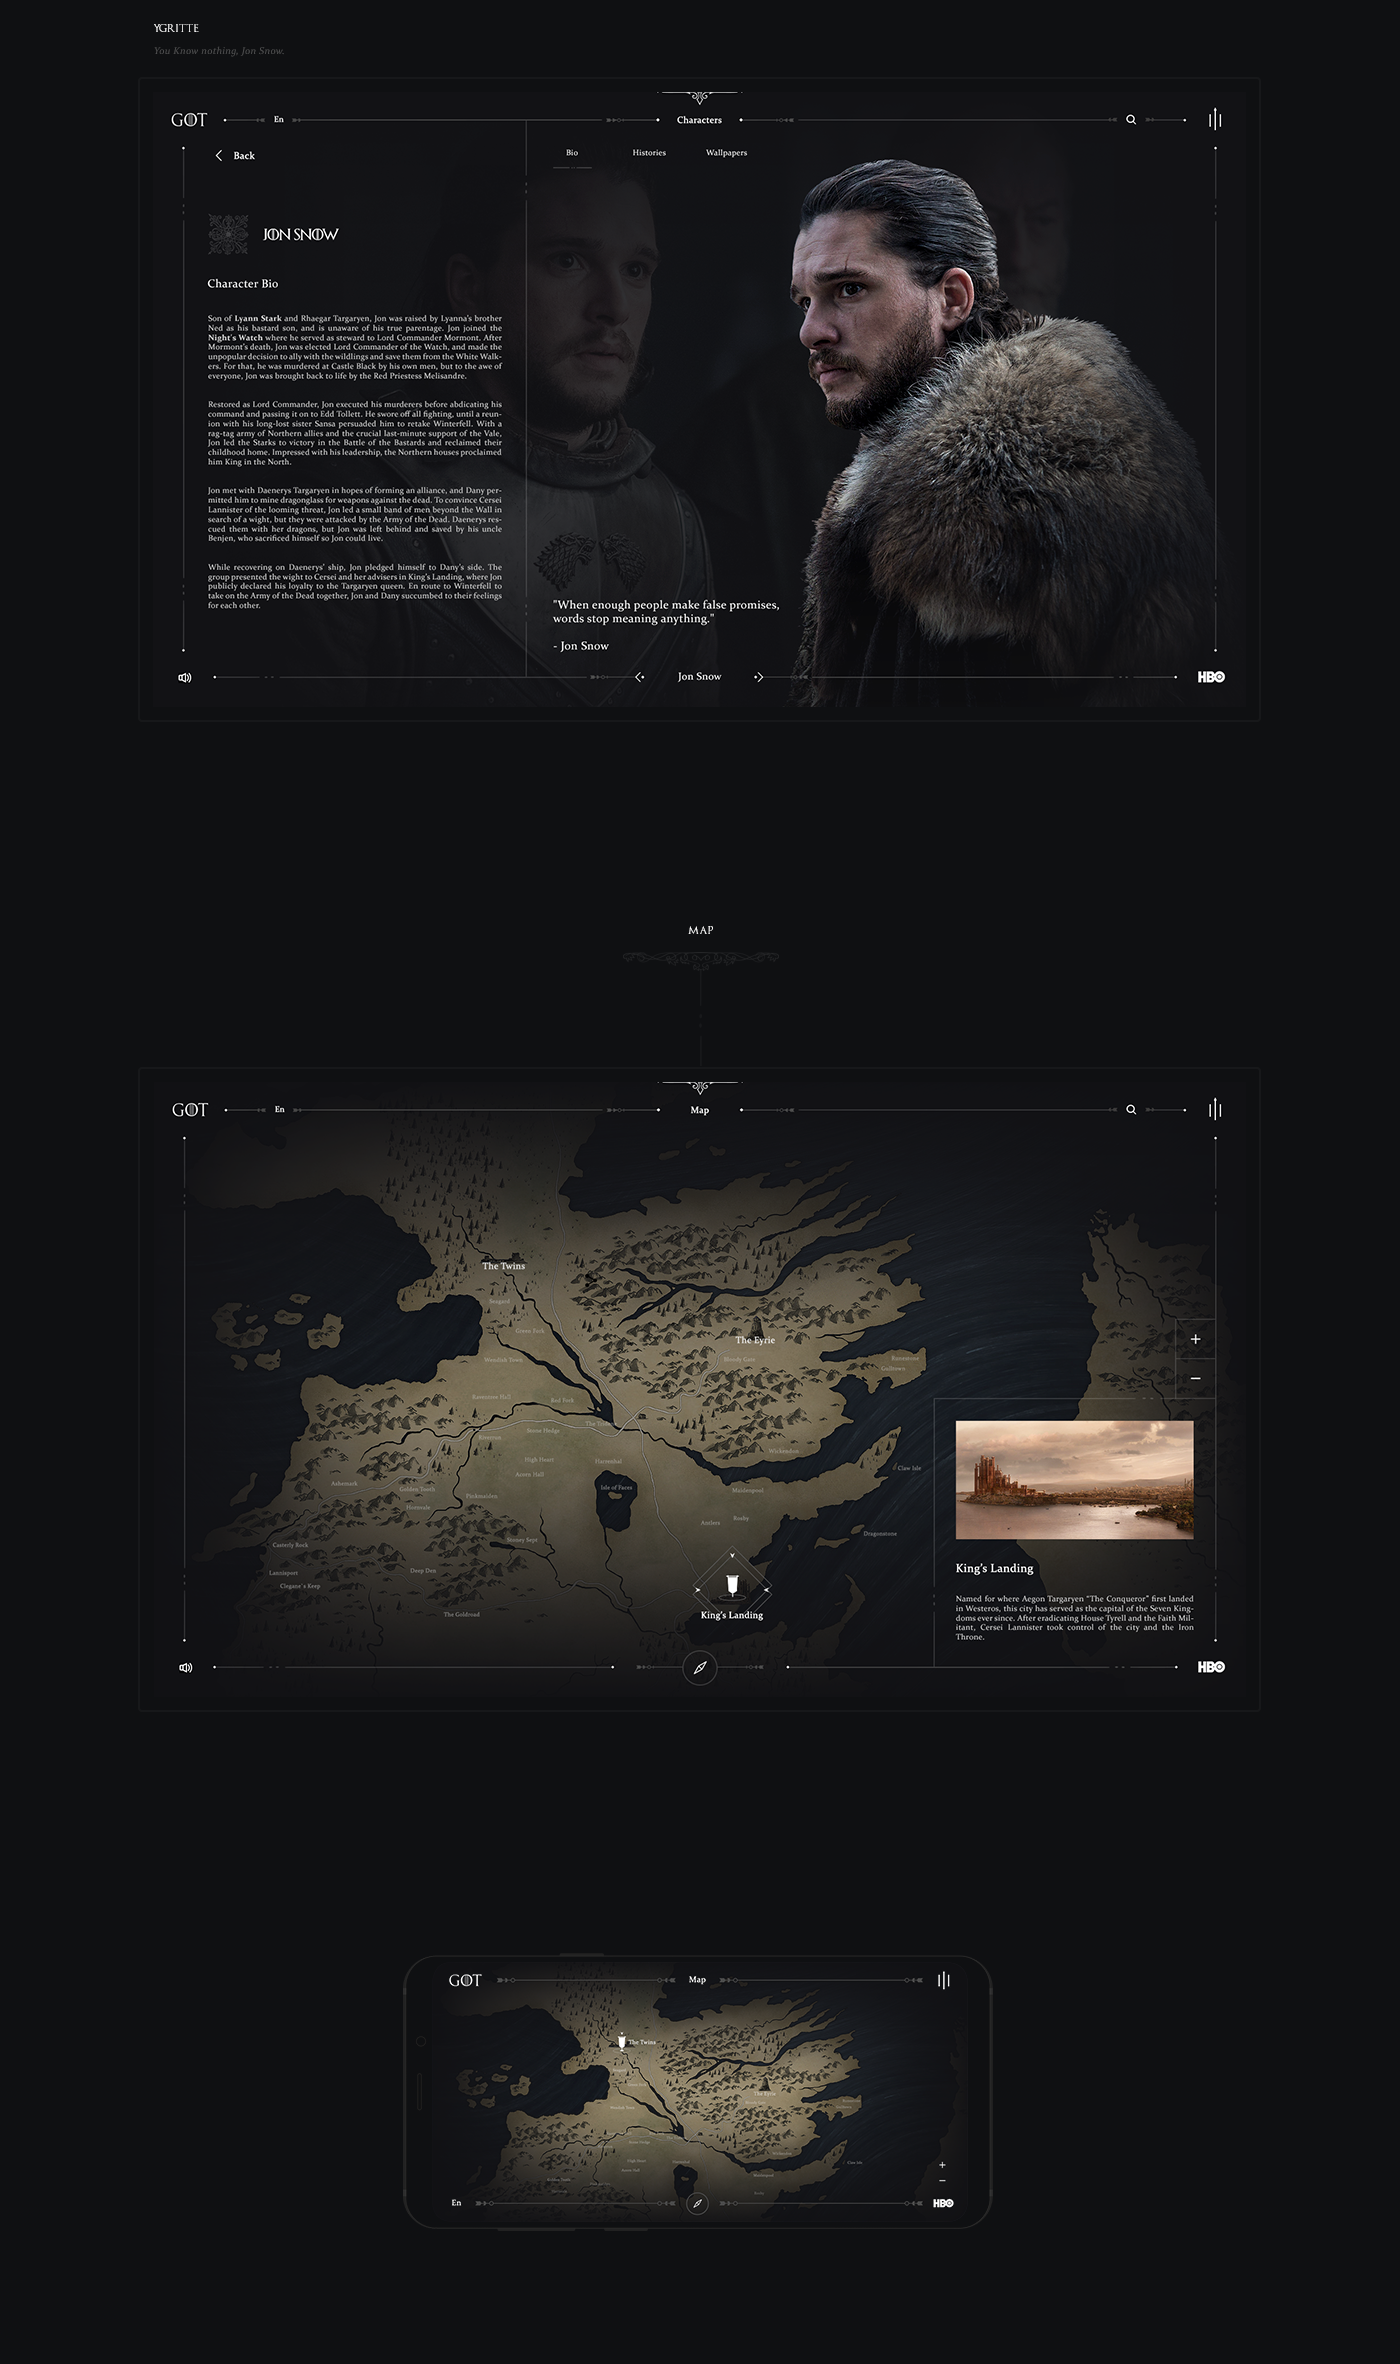 YGRITTE
You Know nothing, Jon Snow.
GOT
En
Characters
Back
Bio
Histories
Wallpapers
JON SNOW
Character Bio
Son of Lyann Stark and Rhaegar Targaryen, Jon was raised by Lyanna's brother
Ned as his bastard son, and is unaware of his true parentage. Jon joined the
Night's Watch where he served as steward to Lord Commander Mormont. After
Mormont's death, Jon was elected Lord Commander of the Watch, and made the
unpopular decision to ally with the wildlings and save them from the White Walk-
ers. For that, he was murdered at Castle Black by his own men, but to the awe of
everyone, Jon was brought back to life by the Red Priestess Melisandre.
Restored as Lord Commander, Jon executed his murderers before abdicating his
command and passing it on to Edd Tollett. He swore off all fighting, until a reun-
ion with his long-lost sister Sansa persuaded him to retake Winterfell. With a
rag-tag army of Northern allies and the crucial last-minute support of the Vale,
Jon led the Starks to victory in the Battle of the Bastards and reclaimed their
childhood home. Impressed with his leadership, the Northern houses proclaimed
him King in the North.
Jon met with Daenerys Targaryen in hopes of forming an alliance, and Dany per-
mitted him to mine dragonglass for weapons against the dead. To convince Cersei
Lannister of the looming threat, Jon led a small band of men beyond the Wall in
search of a wight, but they were attacked by the Army of the Dead. Daenerys res-
cued them with her dragons, but Jon was left behind and saved by his uncle
Benjen, who sacrificed himself so Jon could live.
While recovering on Daenerys' ship, Jon pledged himself to Dany's side. The
group presented the wight to Cersei and her advisers in King's Landing, where Jon
publicly declared his loyalty to the Targaryen queen. En route to Winterfell to
take on the Army of the Dead together, Jon and Dany succumbed to their feelings
for each other.
"When enough people make false promises,
words stop meaning anything."
- Jon Snow
Jon Snow
HBO
MAP
GOT
En
Map
The Twins
Seagard
Green Fork
The Eyrie
Wendish Town
Bloody Gate
Runestone
Gulltown
Ravenstree Hall
Red Fork
The Trident
Stone Hedge
Riverrun
Wickendon
High Heart
Harrenhal
Claw Isle
Acorn Hall
Ashemark
Golden Tooth
Isle of Faces
Maidenpool
Pinkmaiden
Hornvale
Antlers
Rosby
Dragonstone
Stoney Sept
Casterly Rock
Deep Den
Lannisport
Clegane's Keep
The Goldroad
King's Landing
+
−
King's Landing
Named for where Aegon Targaryen “The Conqueror” first landed
in Westeros, this city has served as the capital of the Seven King-
doms ever since. After eradicating House Tyrell and the Faith Mil-
itant, Cersei Lannister took control of the city and the Iron
Throne.
HBO
GOT
Map
The Twins
The Eyrie
Claw Isle
+
−
En
HBO